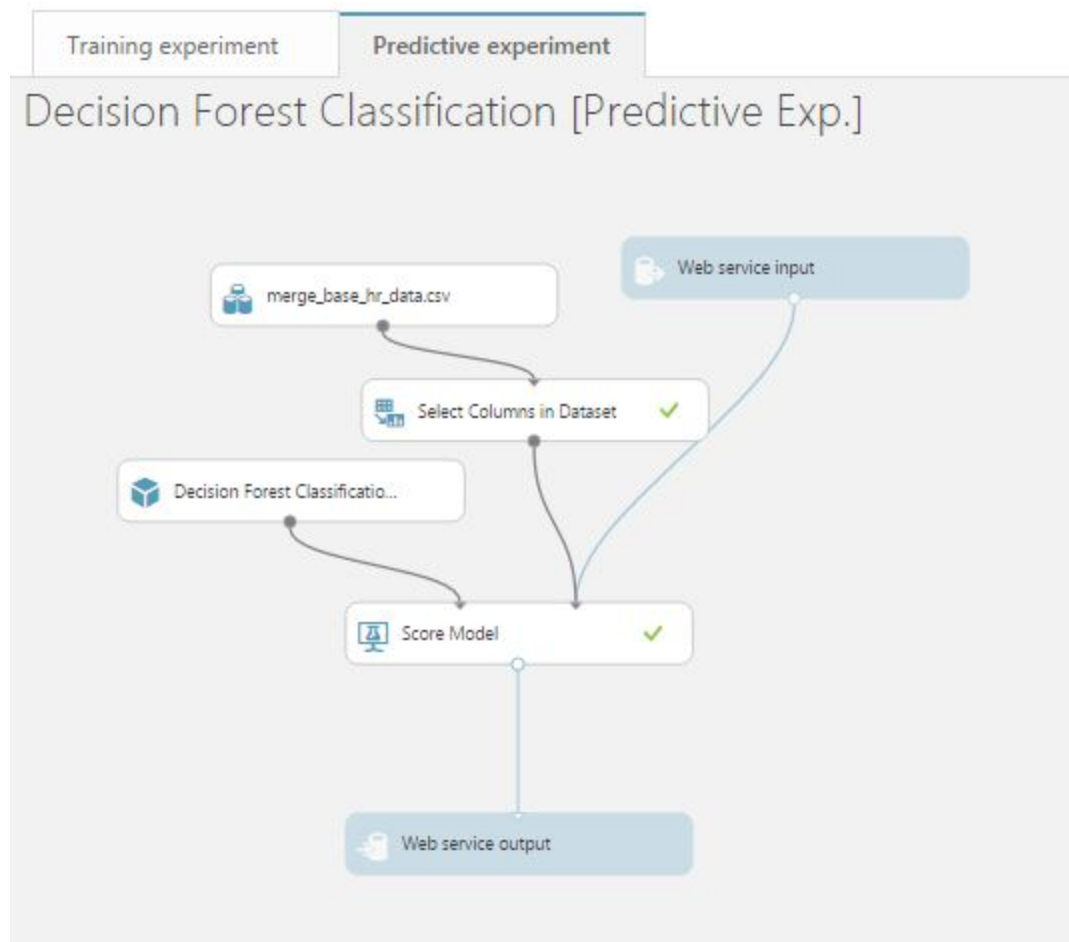 Training experiment
Predictive experiment
Decision Forest Classification [Predictive Exp.]
Web service input
merge_base_hr_data.csv
Select Columns in Dataset
Decision Forest Classificatio...
Score Model
Web service output